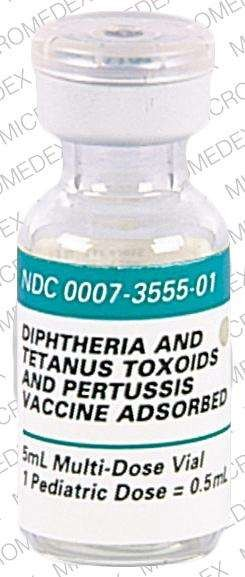 NDC 0007-3555-01
DIPHTHERIA AND
TETANUS TOXOIDS
AND PERTUSSIS
VACCINE ADSORBED
5mL Multi-Dose Vial
1 Pediatric Dose = 0.5mL
MICROMEDEX